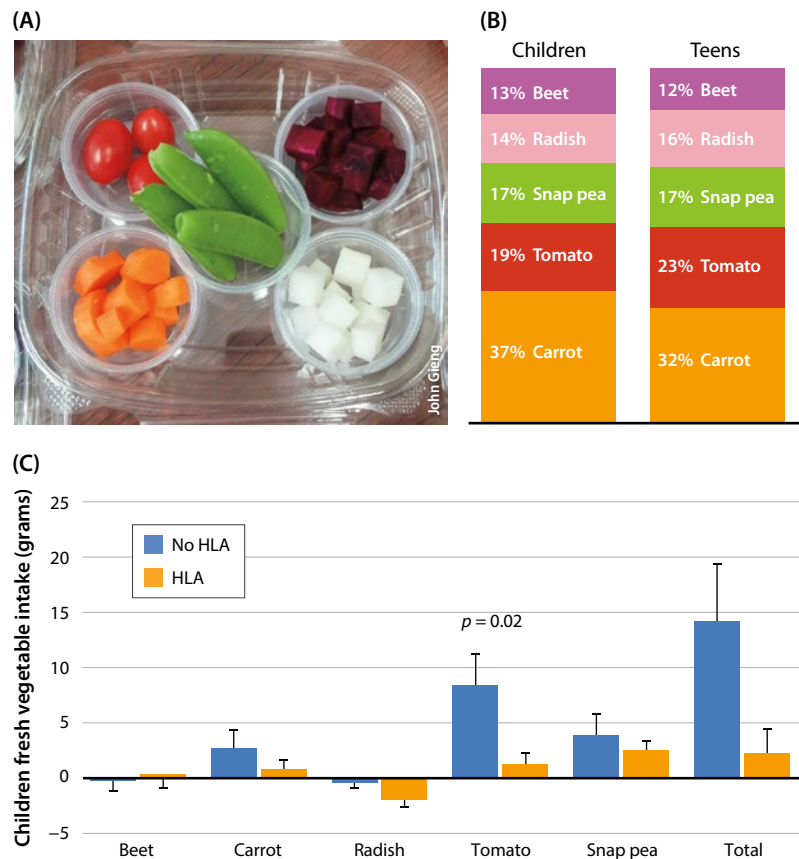 (A)
John Gieng
(B)
Children
Teens
13% Beet
12% Beet
14% Radish
16% Radish
17% Snap pea
17% Snap pea
19% Tomato
23% Tomato
37% Carrot
32% Carrot
(C)
Children fresh vegetable intake (grams)
25
20
15
10
5
0
−5
No HLA
HLA
p = 0.02
Beet
Carrot
Radish
Tomato
Snap pea
Total